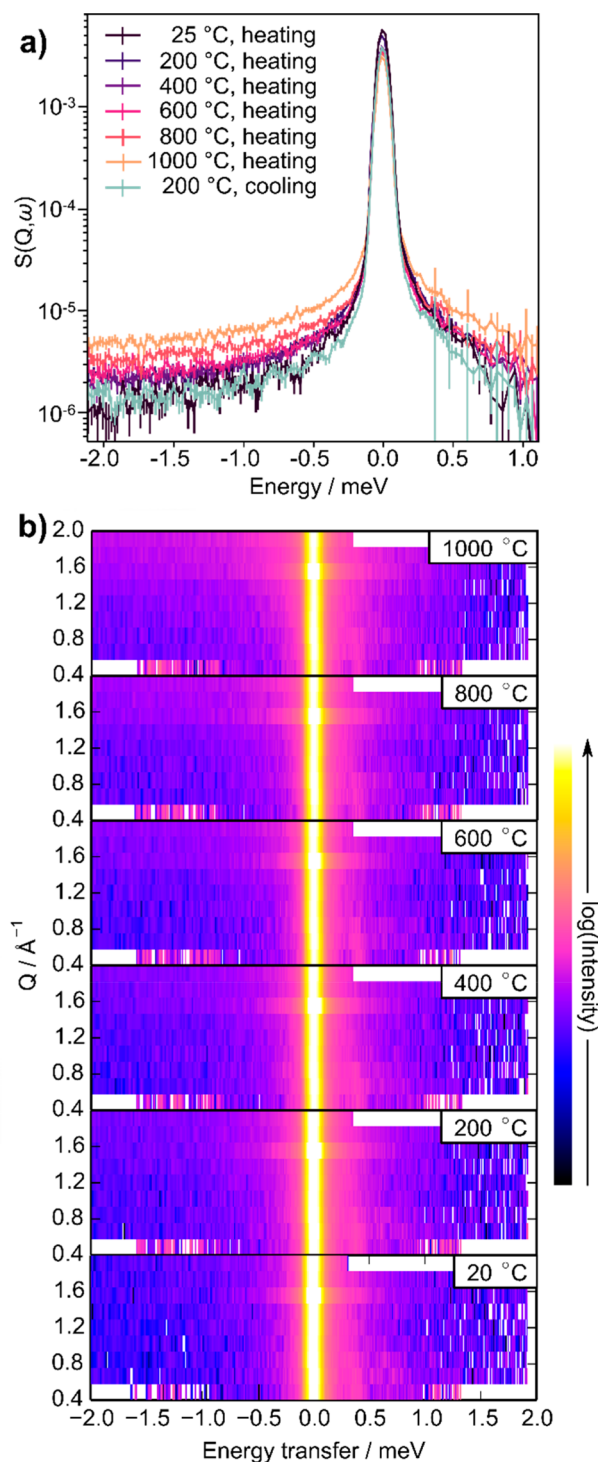 a)
25 °C, heating
200 °C, heating
400 °C, heating
600 °C, heating
800 °C, heating
1000 °C, heating
200 °C, cooling
S(Q,ω)
10⁻³
10⁻⁴
10⁻⁵
10⁻⁶
-2.0 -1.5 -1.0 -0.5 0.0 0.5 1.0
Energy / meV
b)
2.0
1.6
1.2
0.8
0.4
1000 °C
1.6
1.2
0.8
0.4
800 °C
1.6
1.2
0.8
0.4
600 °C
1.6
1.2
0.8
0.4
400 °C
1.6
1.2
0.8
0.4
200 °C
1.6
1.2
0.8
0.4
20 °C
Q / Å⁻¹
log(Intensity)
−2.0 −1.5 −1.0 −0.5 0.0 0.5 1.0 1.5 2.0
Energy transfer / meV